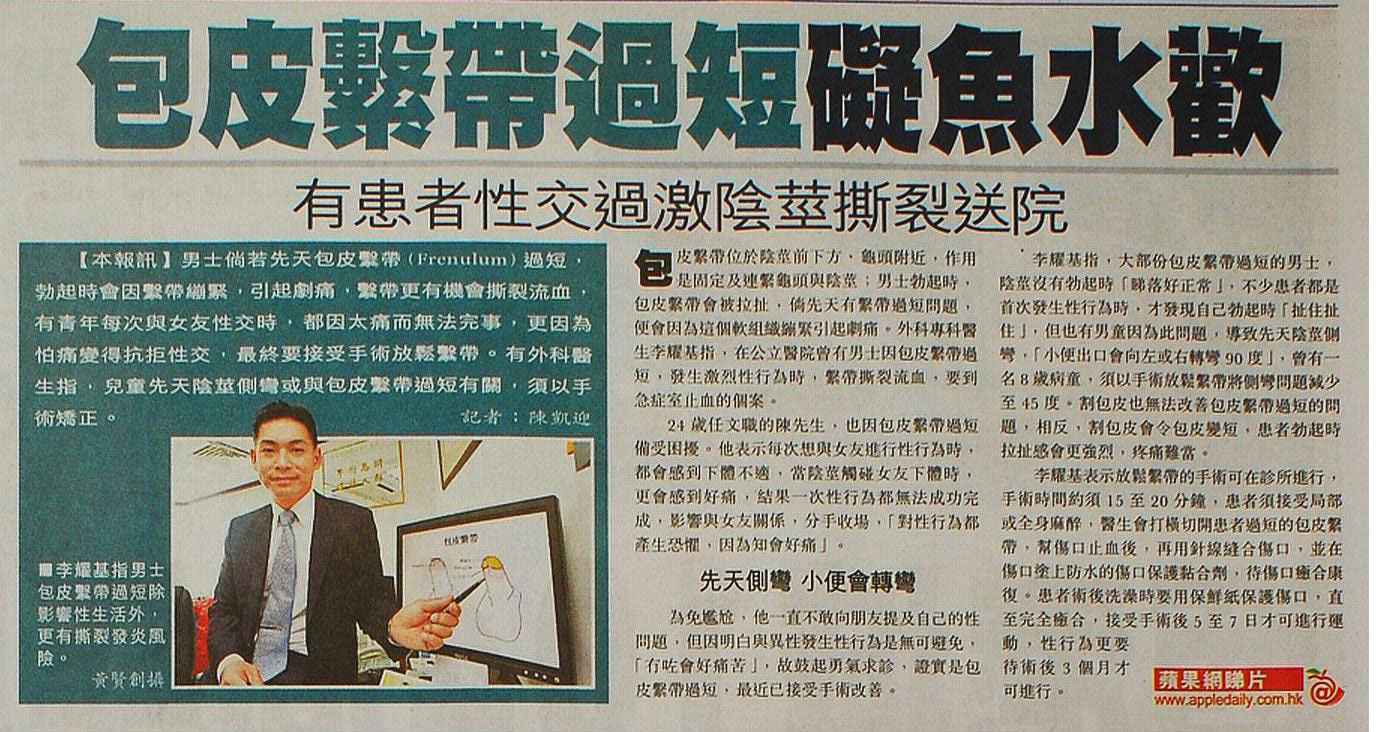 包皮繫帶過短礙魚水歡
有患者性交過激陰莖撕裂送院
【本報訊】男士倘若先天包皮繫帶(Frenulum)過短，
勃起時會因繫帶繃緊，引起劇痛，繫帶更有機會撕裂流血，
有青年每次與女友性交時，都因太痛而無法完事，更因為
怕痛變得抗拒性交，最終要接受手術放鬆繫帶。有外科醫
生指，兒童先天陰莖側彎或與包皮繫帶過短有關，須以手
術矯正。
記者：陳凱迎
包皮繫帶
■李耀基指男士
包皮繫帶過短除
影響性生活外，
更有撕裂發炎風
險。
黃賢創攝
包皮繫帶位於陰莖前下方、龜頭附近，作用
是固定及連繫龜頭與陰莖；男士勃起時，
包皮繫帶會被拉扯，倘先天有繫帶過短問題，
便會因為這個軟組織繃緊引起劇痛。外科專科醫
生李耀基指，在公立醫院曾有男士因包皮繫帶過
短，發生激烈性行為時，繫帶撕裂流血，要到
急症室止血的個案。
24 歲任文職的陳先生，也因包皮繫帶過短
備受困擾。他表示每次想與女友進行性行為時，
都會感到下體不適，當陰莖觸碰女友下體時，
更會感到好痛，結果一次性行為都無法成功完
成，影響與女友關係，分手收場，「對性行為都
產生恐懼，因為知會好痛」。
先天側彎 小便會轉彎
為免尷尬，他一直不敢向朋友提及自己的性
問題，但因明白與異性發生性行為是無可避免，
「冇咗會好痛苦」，故鼓起勇氣求診，證實是包
皮繫帶過短，最近已接受手術改善。
李耀基指，大部份包皮繫帶過短的男士，
陰莖沒有勃起時「睇落好正常」，不少患者都是
首次發生性行為時，才發現自己勃起時「扯住扯
住」，但也有男童因為此問題，導致先天陰莖側
彎，「小便出口會向左或右轉彎 90 度」，曾有一
名 8 歲病童，須以手術放鬆繫帶將側彎問題減少
至 45 度。割包皮也無法改善包皮繫帶過短的問
題，相反，割包皮會令包皮變短，患者勃起時
拉扯感會更強烈，疼痛難當。
李耀基表示放鬆繫帶的手術可在診所進行，
手術時間約須 15 至 20 分鐘，患者須接受局部
或全身麻醉，醫生會打橫切開患者過短的包皮繫
帶，幫傷口止血後，再用針線縫合傷口，並在
傷口塗上防水的傷口保護黏合劑，待傷口癒合康
復。患者術後洗澡時要用保鮮紙保護傷口，直
至完全癒合，接受手術後 5 至 7 日才可進行運
動，性行為更要
待術後 3 個月才
可進行。
蘋果網睇片
www.appledaily.com.hk